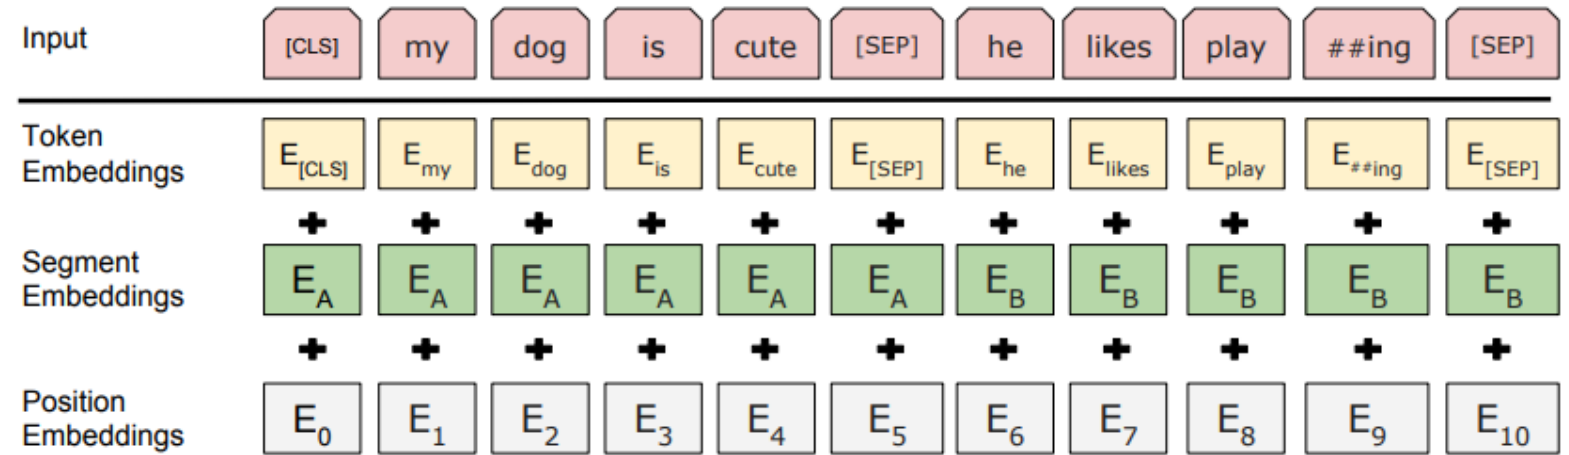 Input [CLS] my dog is cute [SEP] he likes play ##ing [SEP]
Token Embeddings E[CLS] Emy Edog Eis Ecute E[SEP] Ehe Elikes Eplay E##ing E[SEP]
+ + + + + + + + + + +
Segment Embeddings EA EA EA EA EA EA EB EB EB EB EB
+ + + + + + + + + + +
Position Embeddings E0 E1 E2 E3 E4 E5 E6 E7 E8 E9 E10